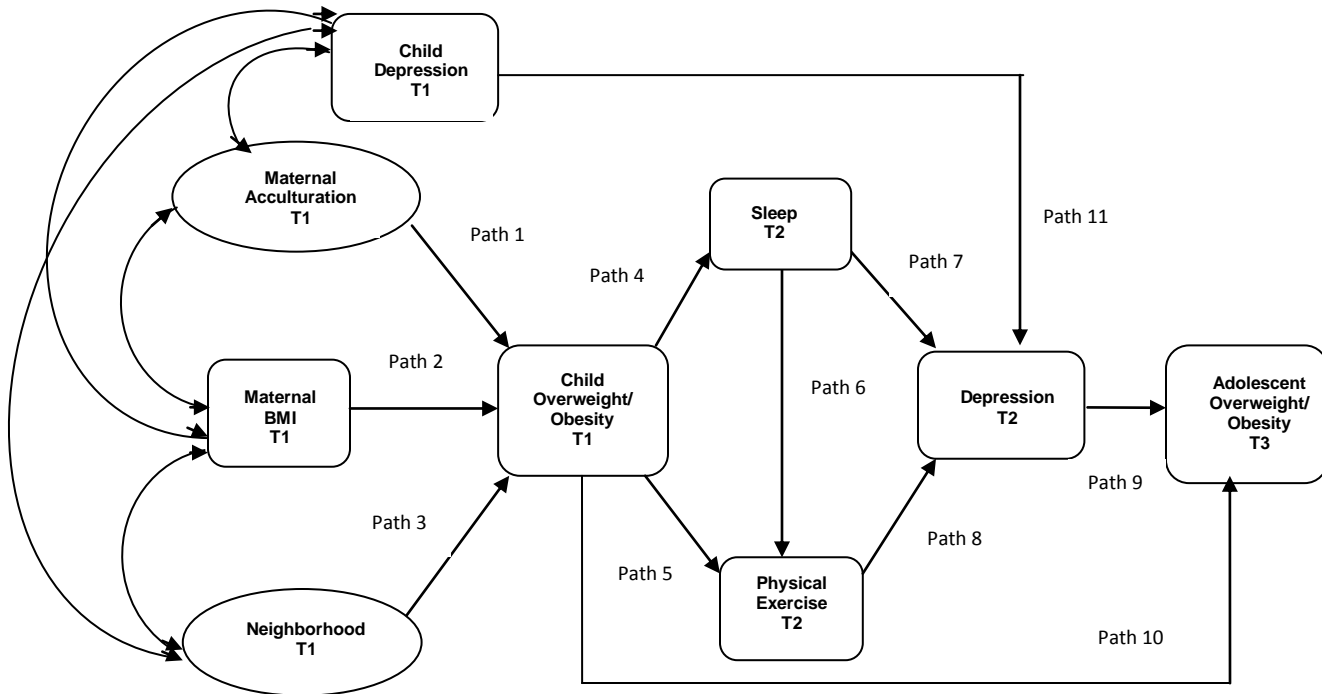 Child
Depression
T1
Maternal
Acculturation
T1
Path 1
Sleep
T2
Path 11
Path 4
Path 7
Path 2
Maternal
BMI
T1
Child
Overweight/
Obesity
T1
Path 6
Depression
T2
Adolescent
Overweight/
Obesity
T3
Path 3
Path 9
Path 5
Path 8
Physical
Exercise
T2
Neighborhood
T1
Path 10